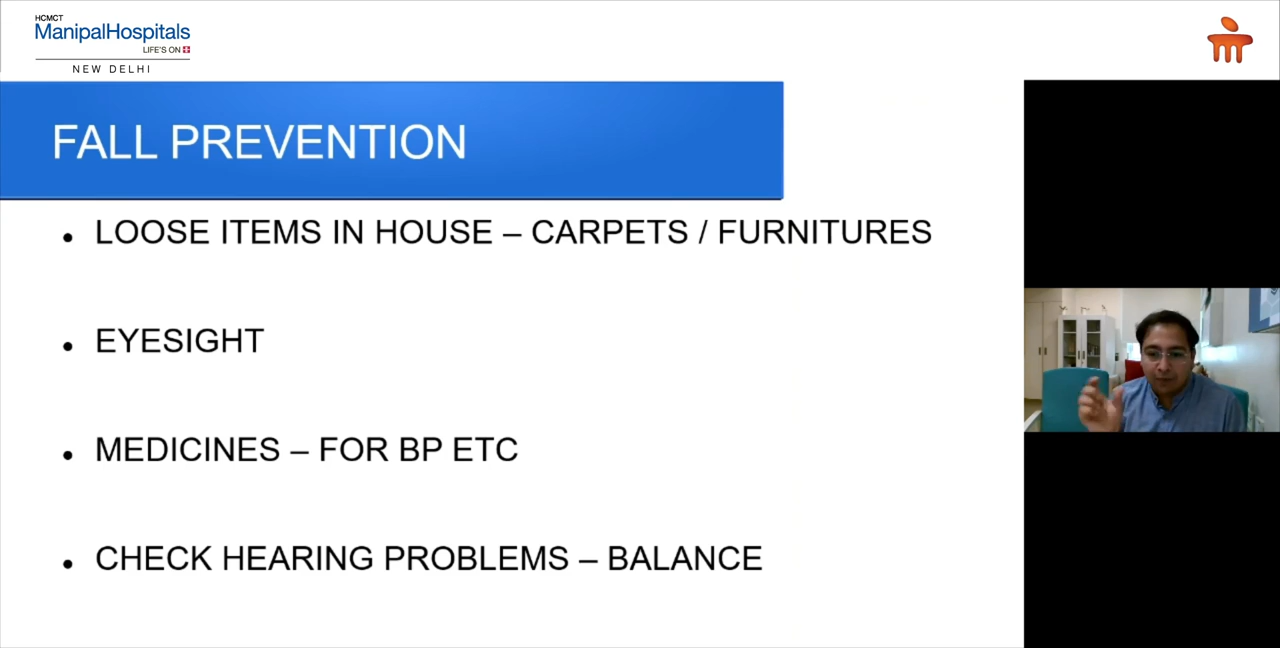 HCMCT
ManipalHospitals
LIFE'S ON
NEW DELHI
FALL PREVENTION
• LOOSE ITEMS IN HOUSE – CARPETS / FURNITURES
• EYESIGHT
• MEDICINES – FOR BP ETC
• CHECK HEARING PROBLEMS – BALANCE